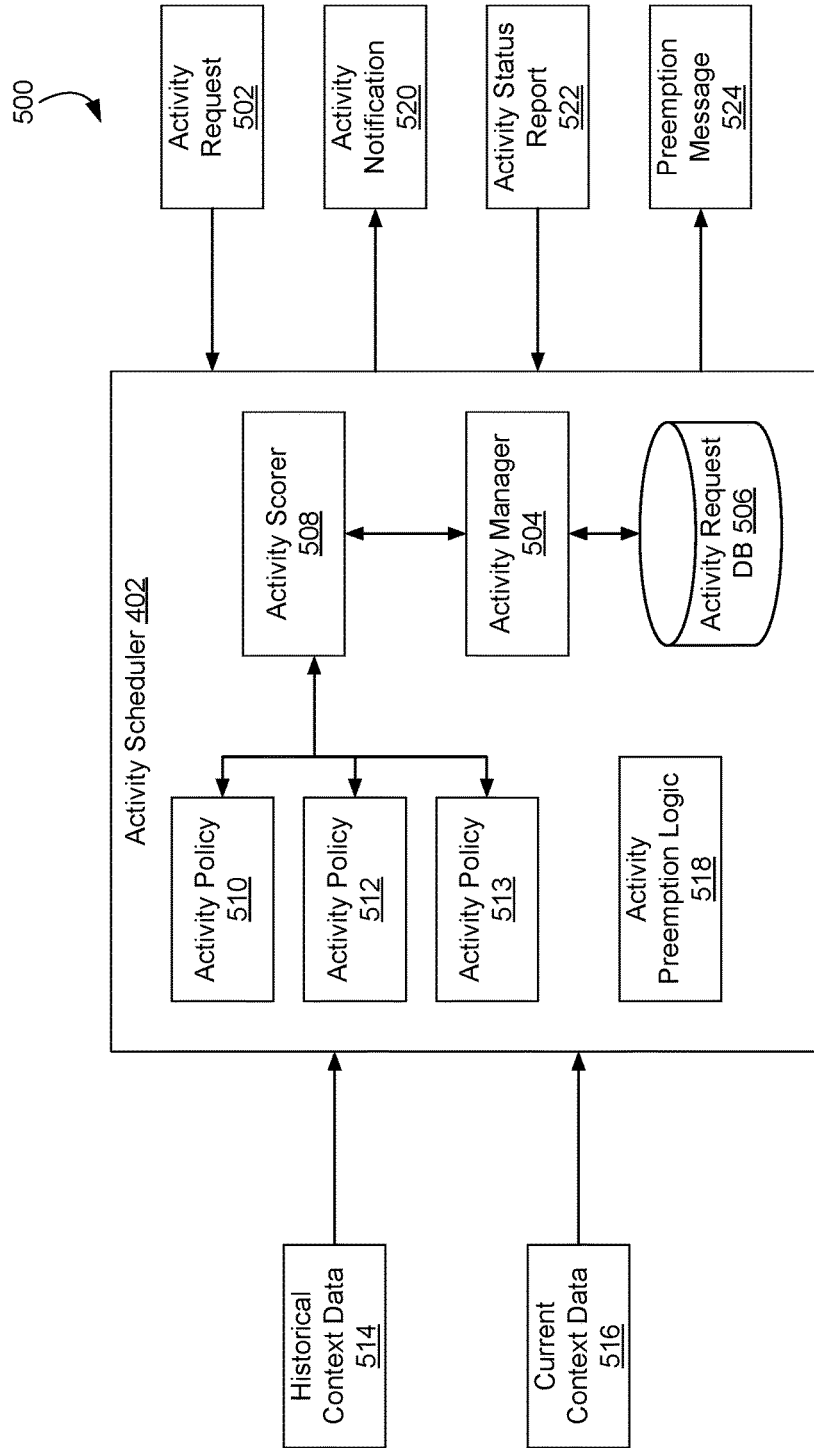 500
Activity Scheduler 402
Historical
Context Data
514
Current
Context Data
516
Activity Policy
510
Activity Policy
512
Activity Policy
513
Activity
Preemption Logic
518
Activity Scorer
508
Activity Manager
504
Activity Request
DB 506
Activity
Request
502
Activity
Notification
520
Activity Status
Report
522
Preemption
Message
524